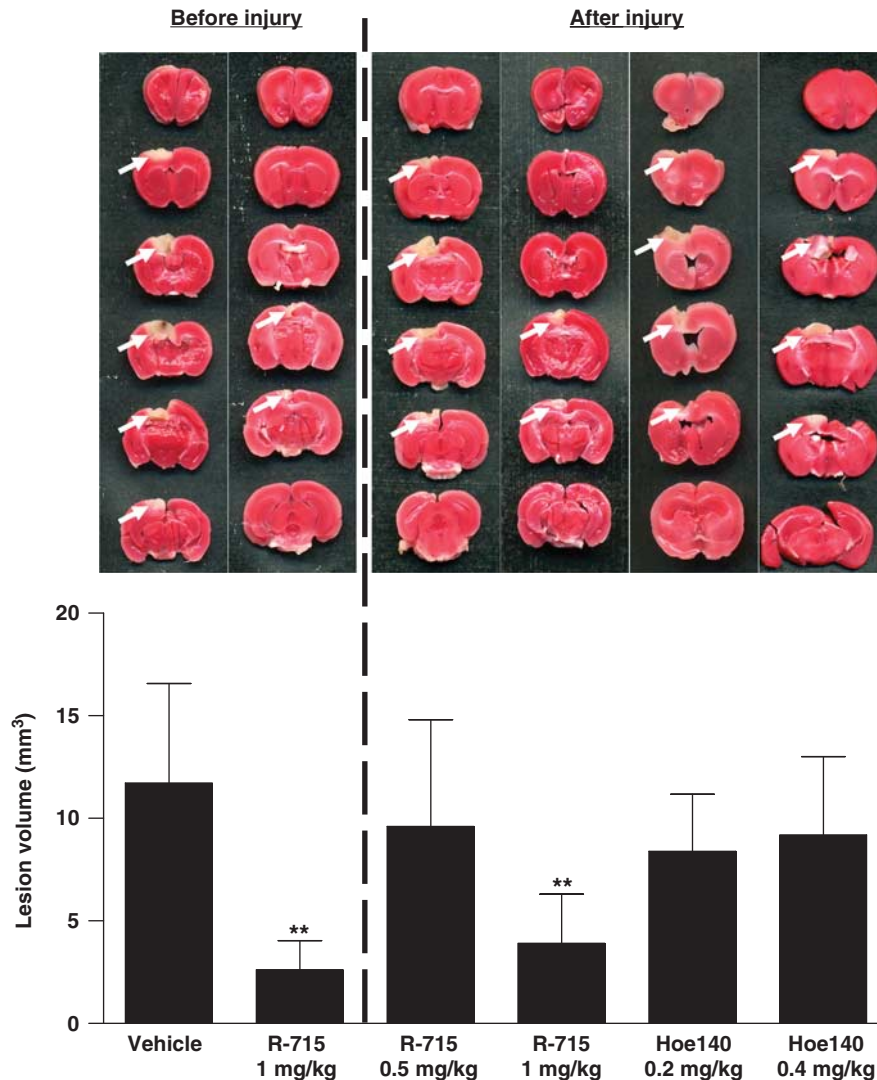 Before injury
After injury
20
15
10
5
0
Lesion volume (mm³)
**
**
Vehicle
R-715
1 mg/kg
R-715
0.5 mg/kg
R-715
1 mg/kg
Hoe140
0.2 mg/kg
Hoe140
0.4 mg/kg